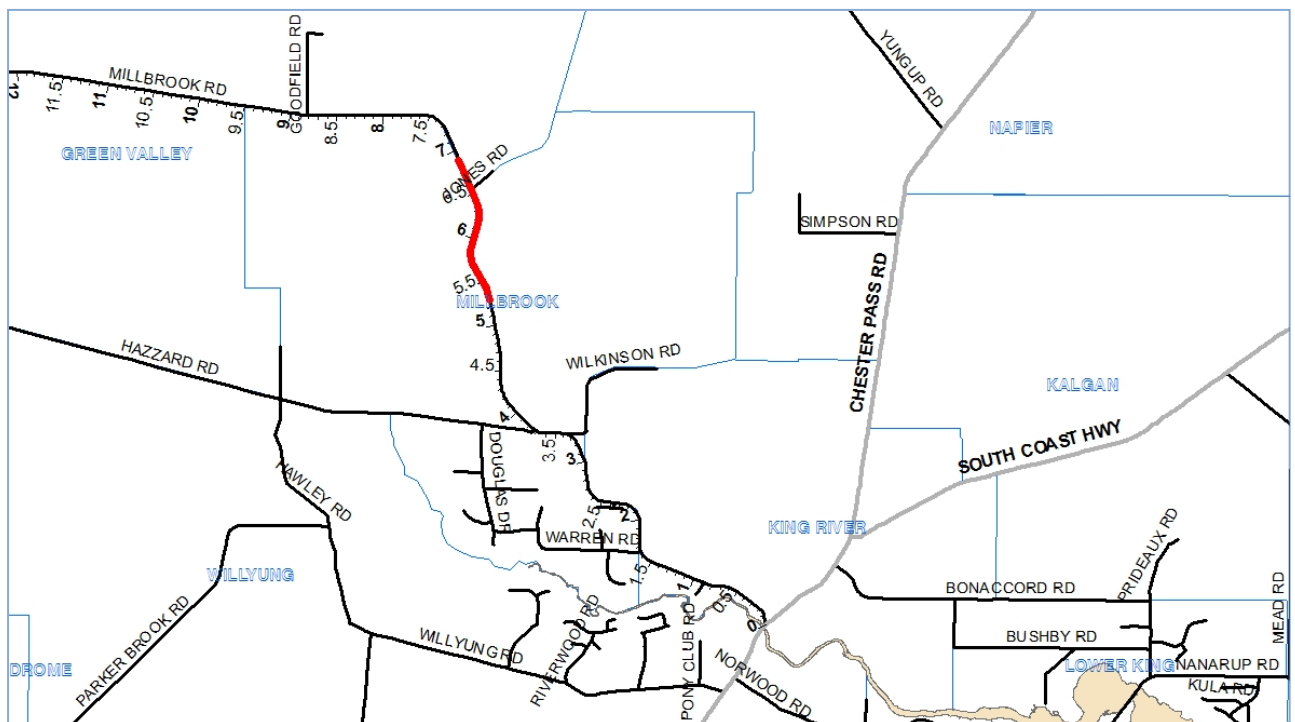 GOODFIELD RD
YUNGUP RD
MILLBROOK RD
12
11.5
11
10.5
10
9.5
9
8.5
8
7.5
7
NAPIER
GREEN VALLEY
JONES RD
6.5
SIMPSON RD
6
CHESTER PASS RD
5.5
MILLBROOK
5
HAZZARD RD
WILKINSON RD
4.5
KALGAN
4
SOUTH COAST HWY
DOUGLAS DR
3.5
3
HAWLEY RD
2.5
2
KING RIVER
WARREN RD
PRIDEAUX RD
WILLYUNG
1.5
1
0.5
0
BONACCORD RD
MEAD RD
PARKER BROOK RD
WILLYUNG RD
RIVERWOOD RD
PONY CLUB RD
BUSHBY RD
DROME
NORWOOD RD
LOWER KING
NANARUP RD
KULA RD